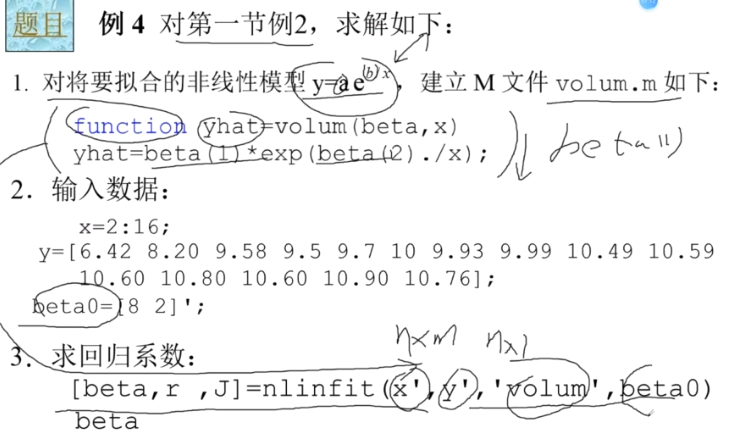 题目 例 4 对第一节例2，求解如下：
1. 对将要拟合的非线性模型 y=a e^(b/x)，建立 M 文件 volum.m 如下：
function yhat=volum(beta,x)
yhat=beta(1)*exp(beta(2)./x);
beta(1)
2．输入数据：
x=2:16;
y=[6.42 8.20 9.58 9.5 9.7 10 9.93 9.99 10.49 10.59
10.60 10.80 10.60 10.90 10.76];
beta0=[8 2]';
n×m n×1
3．求回归系数：
[beta,r ,J]=nlinfit(x',y','volum',beta0)
beta